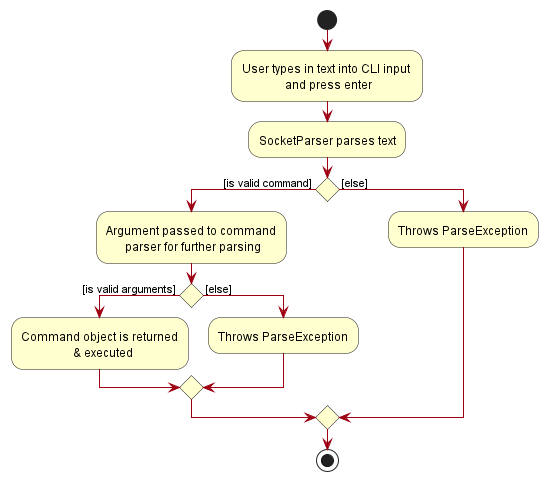 User types in text into CLI input
and press enter
SocketParser parses text
[is valid command]
[else]
Argument passed to command
parser for further parsing
Throws ParseException
[is valid arguments]
[else]
Command object is returned
& executed
Throws ParseException